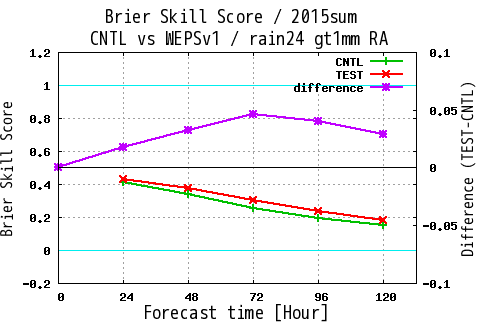 Brier Skill Score / 2015sum
CNTL vs WEPSv1 / rain24 gt1mm RA
CNTL
TEST
difference
1.2
1
0.8
0.6
0.4
0.2
0
-0.2
Brier Skill Score
0.1
0.05
0
-0.05
-0.1
Difference (TEST-CNTL)
0 24 48 72 96 120
Forecast time [Hour]